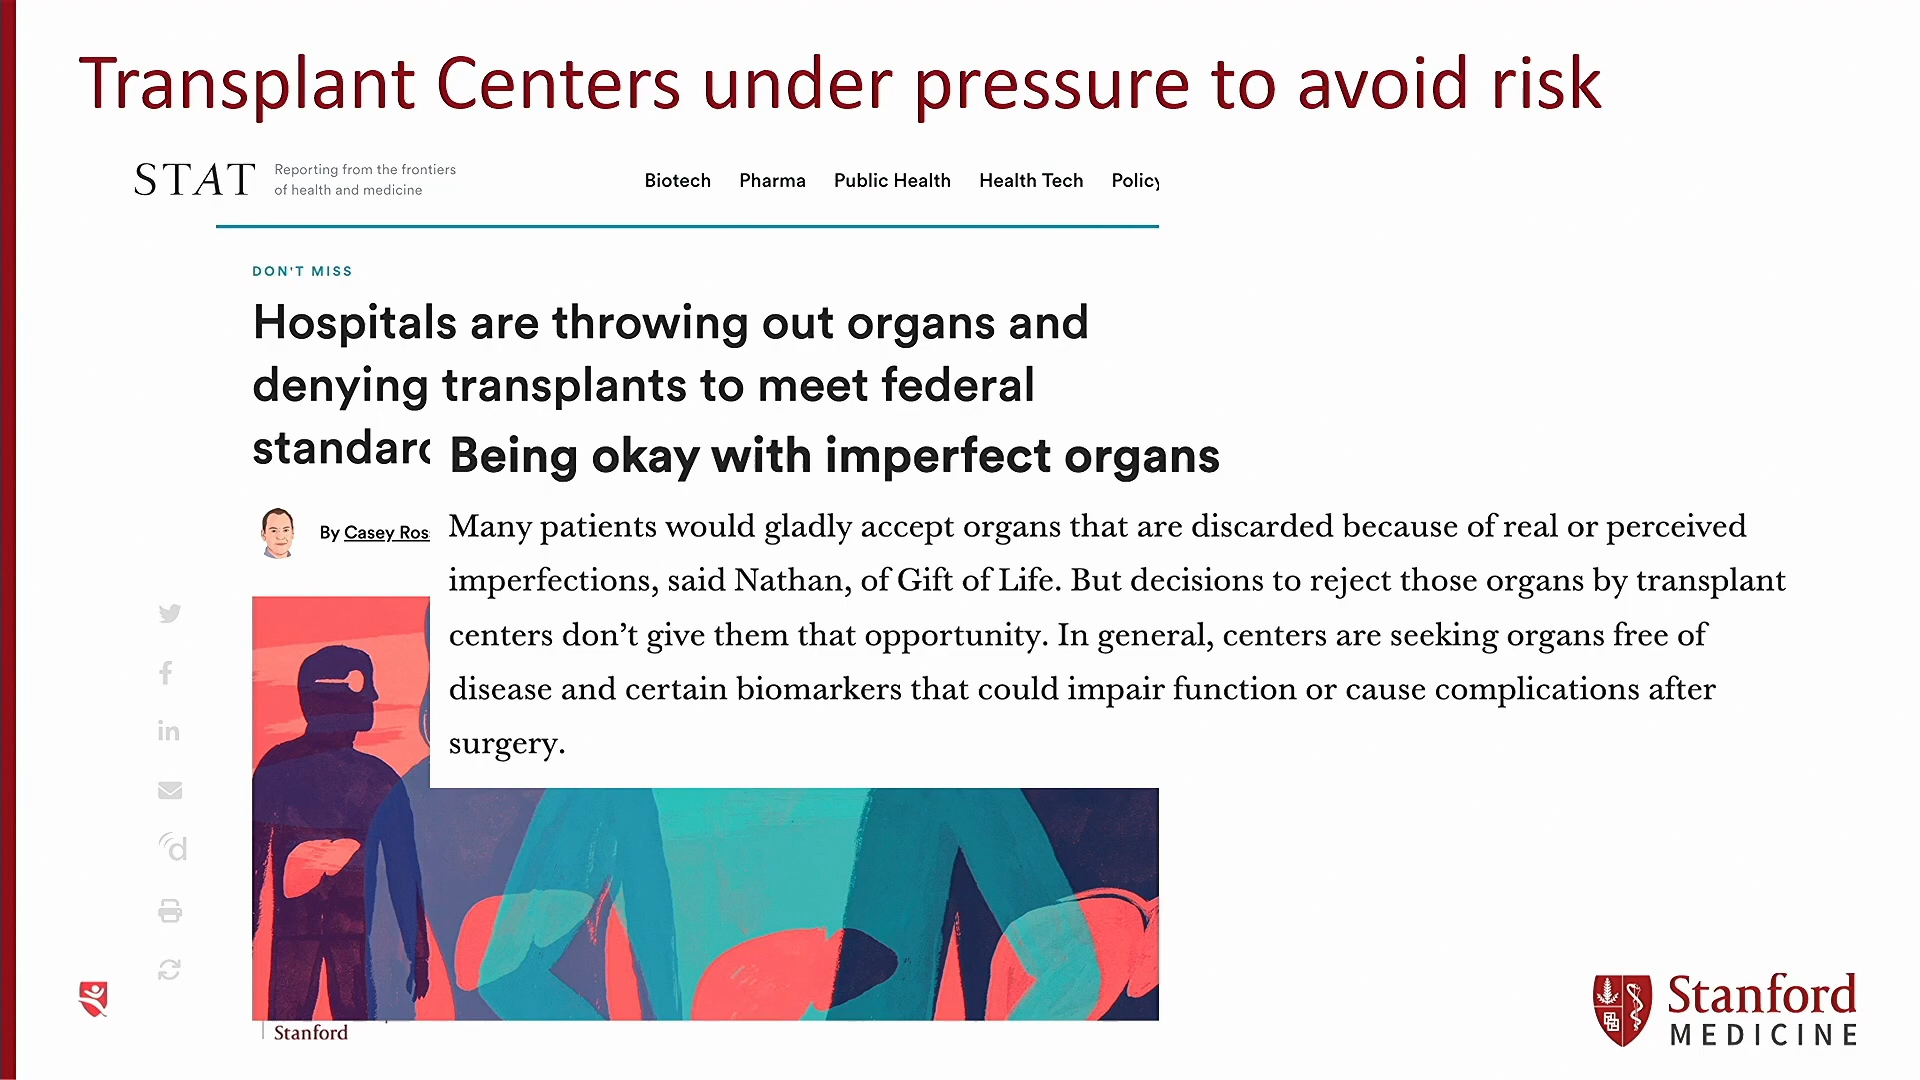 Transplant Centers under pressure to avoid risk
STAT
Reporting from the frontiers
of health and medicine
Biotech Pharma Public Health Health Tech Policy
DON'T MISS
Hospitals are throwing out organs and
denying transplants to meet federal
standard
By Casey Ros
Being okay with imperfect organs
Many patients would gladly accept organs that are discarded because of real or perceived
imperfections, said Nathan, of Gift of Life. But decisions to reject those organs by transplant
centers don’t give them that opportunity. In general, centers are seeking organs free of
disease and certain biomarkers that could impair function or cause complications after
surgery.
Stanford
Stanford
MEDICINE